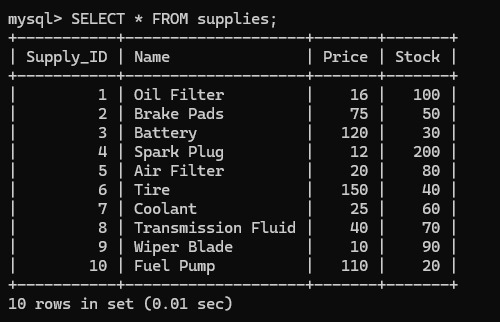 mysql> SELECT * FROM supplies;
+-----------+--------------------+-------+-------+
| Supply_ID | Name               | Price | Stock |
+-----------+--------------------+-------+-------+
|         1 | Oil Filter         |    16 |   100 |
|         2 | Brake Pads         |    75 |    50 |
|         3 | Battery            |   120 |    30 |
|         4 | Spark Plug         |    12 |   200 |
|         5 | Air Filter         |    20 |    80 |
|         6 | Tire               |   150 |    40 |
|         7 | Coolant            |    25 |    60 |
|         8 | Transmission Fluid |    40 |    70 |
|         9 | Wiper Blade        |    10 |    90 |
|        10 | Fuel Pump          |   110 |    20 |
+-----------+--------------------+-------+-------+
10 rows in set (0.01 sec)